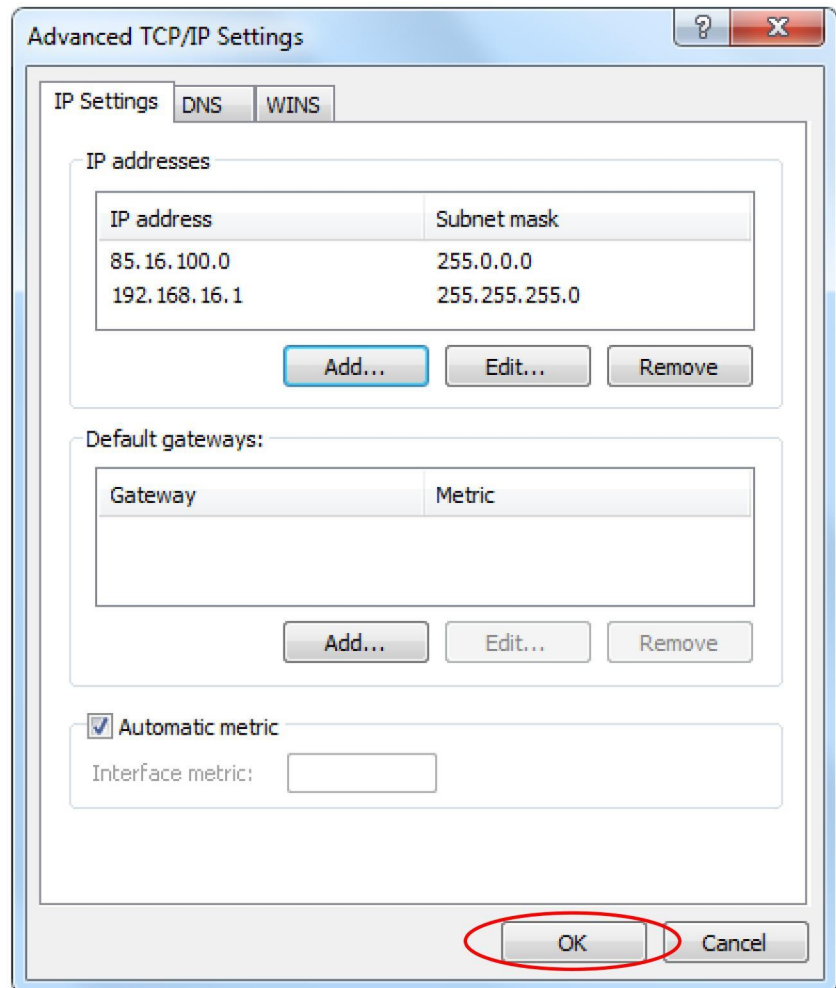 Advanced TCP/IP Settings
IP Settings DNS WINS
IP addresses
IP address Subnet mask
85.16.100.0 255.0.0.0
192.168.16.1 255.255.255.0
Add... Edit... Remove
Default gateways:
Gateway Metric
Add... Edit... Remove
Automatic metric
Interface metric:
OK Cancel